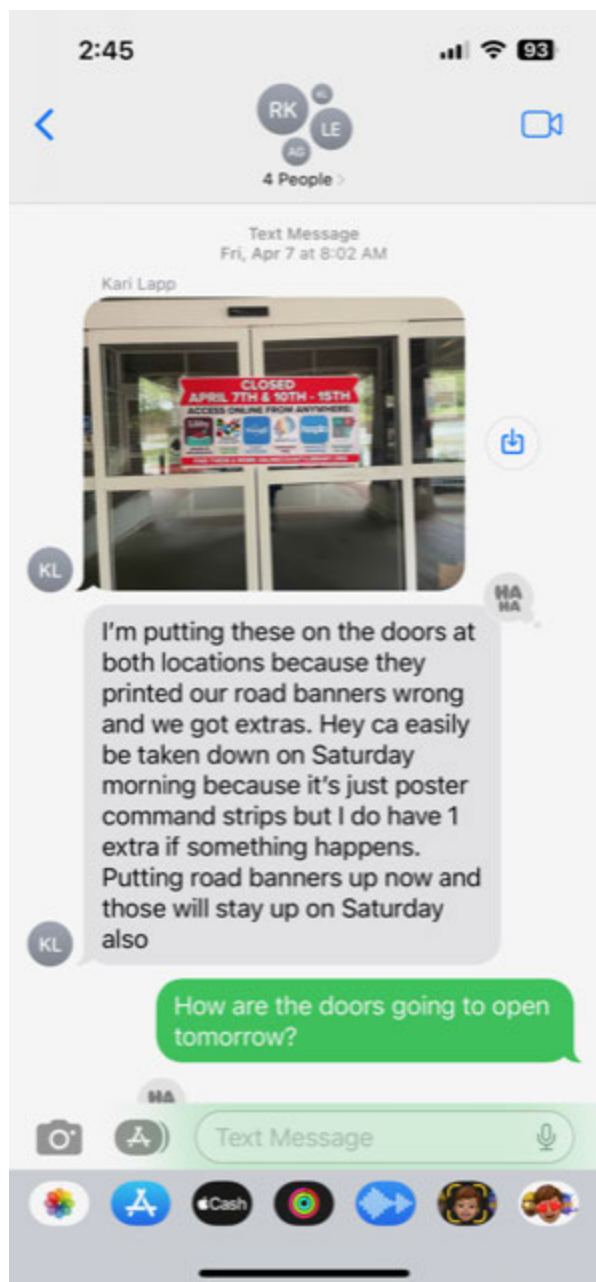 2:45
93
RK
KL
LE
AG
4 People
Text Message
Fri, Apr 7 at 8:02 AM
Kari Lapp
CLOSED
APRIL 7TH & 10TH - 15TH
ACCESS ONLINE FROM ANYWHERE:
Libby
hoopla
KL
HA
HA
I'm putting these on the doors at
both locations because they
printed our road banners wrong
and we got extras. Hey ca easily
be taken down on Saturday
morning because it's just poster
command strips but I do have 1
extra if something happens.
Putting road banners up now and
those will stay up on Saturday
also
KL
How are the doors going to open
tomorrow?
HA
Text Message
Cash